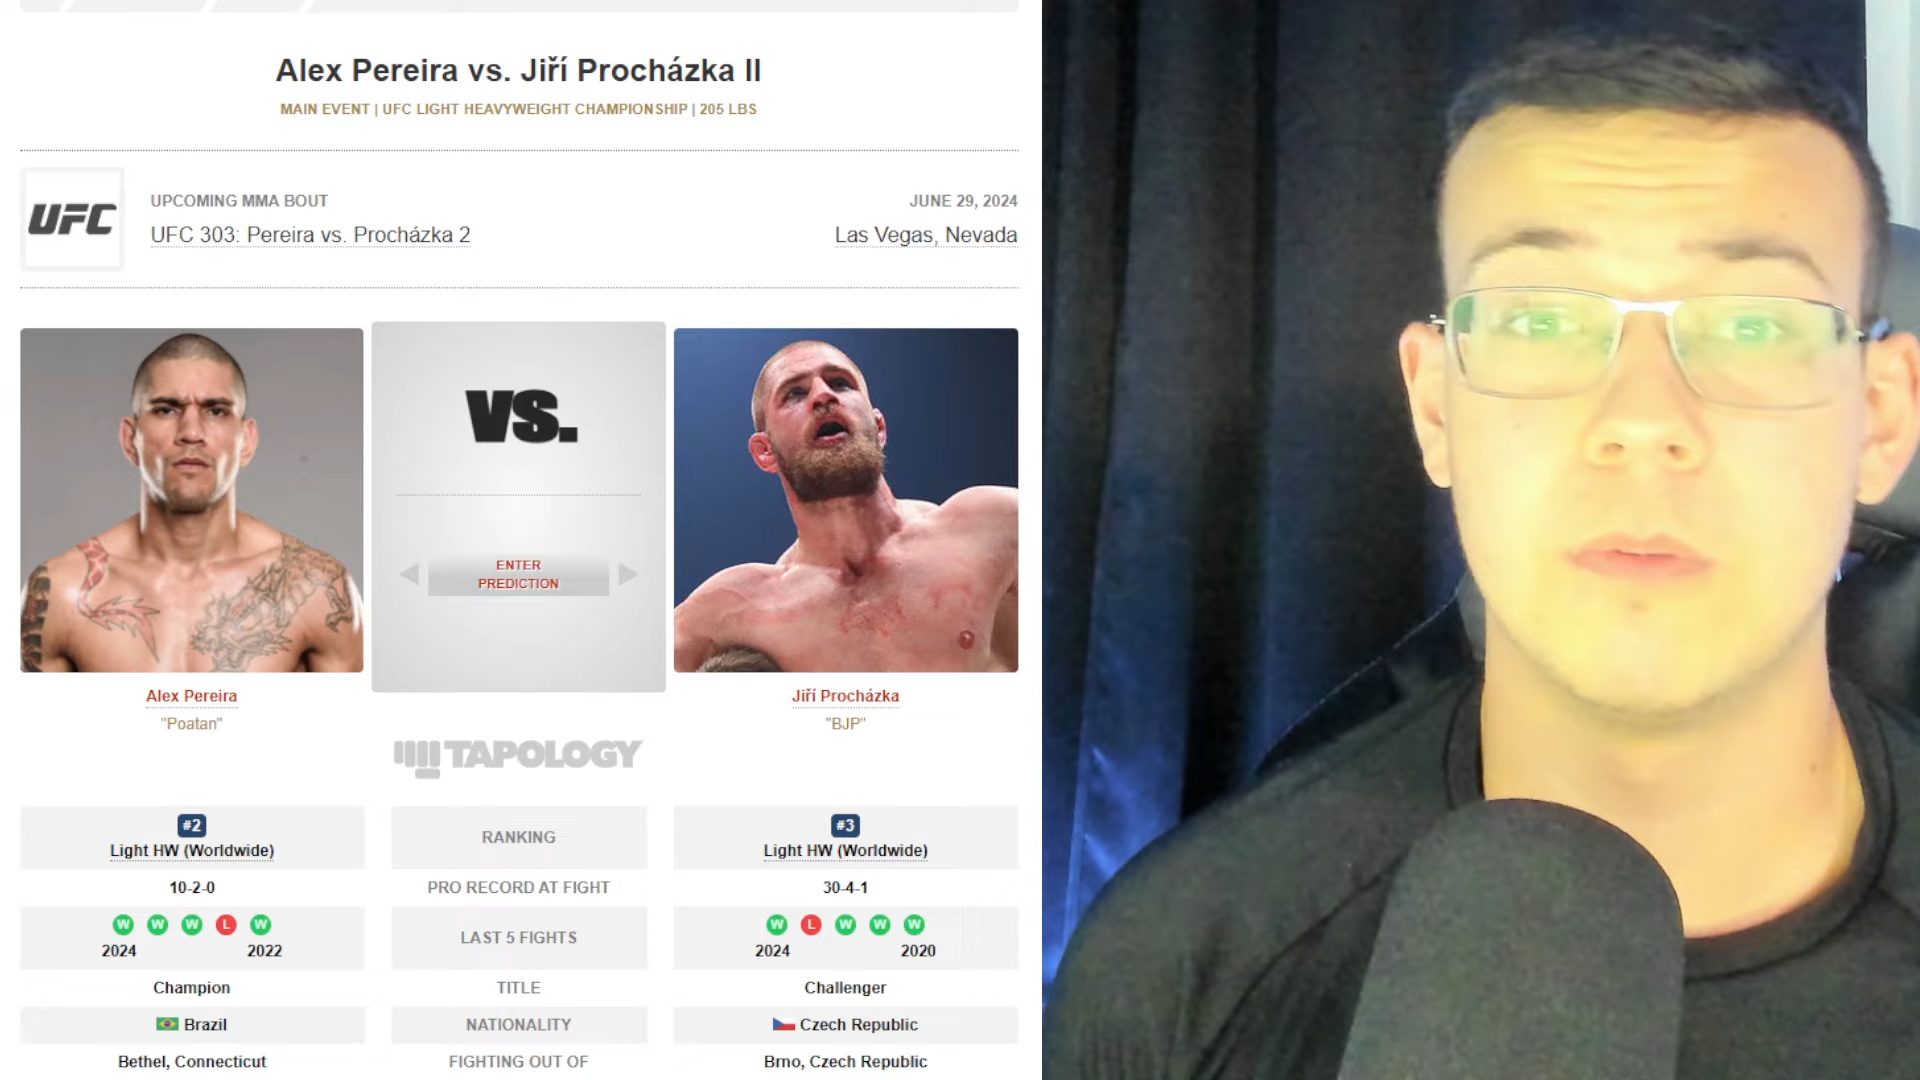 Alex Pereira vs. Jiří Procházka II
MAIN EVENT | UFC LIGHT HEAVYWEIGHT CHAMPIONSHIP | 205 LBS
UFC
UPCOMING MMA BOUT
UFC 303: Pereira vs. Procházka 2
JUNE 29, 2024
Las Vegas, Nevada
VS.
ENTER
PREDICTION
Alex Pereira
"Poatan"
Jiří Procházka
"BJP"
TAPOLOGY
#2
Light HW (Worldwide)
RANKING
#3
Light HW (Worldwide)
10-2-0
PRO RECORD AT FIGHT
30-4-1
W W W L W
2024 2022
LAST 5 FIGHTS
W L W W W
2024 2020
Champion
TITLE
Challenger
Brazil
NATIONALITY
Czech Republic
Bethel, Connecticut
FIGHTING OUT OF
Brno, Czech Republic